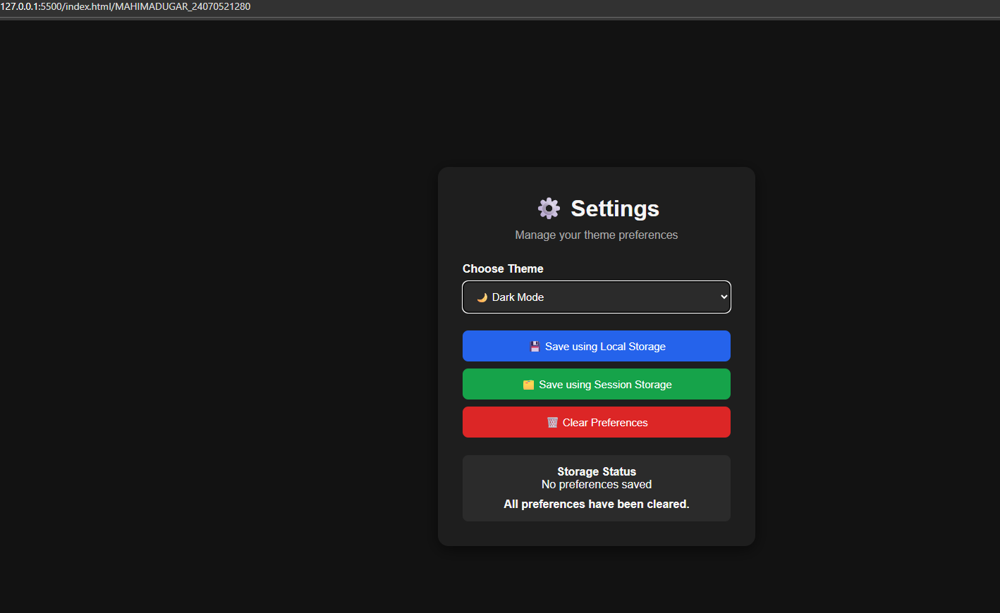 127.0.0.1:5500/index.html/MAHIMADUGAR_24070521280
Settings
Manage your theme preferences
Choose Theme
Dark Mode
Save using Local Storage
Save using Session Storage
Clear Preferences
Storage Status
No preferences saved
All preferences have been cleared.